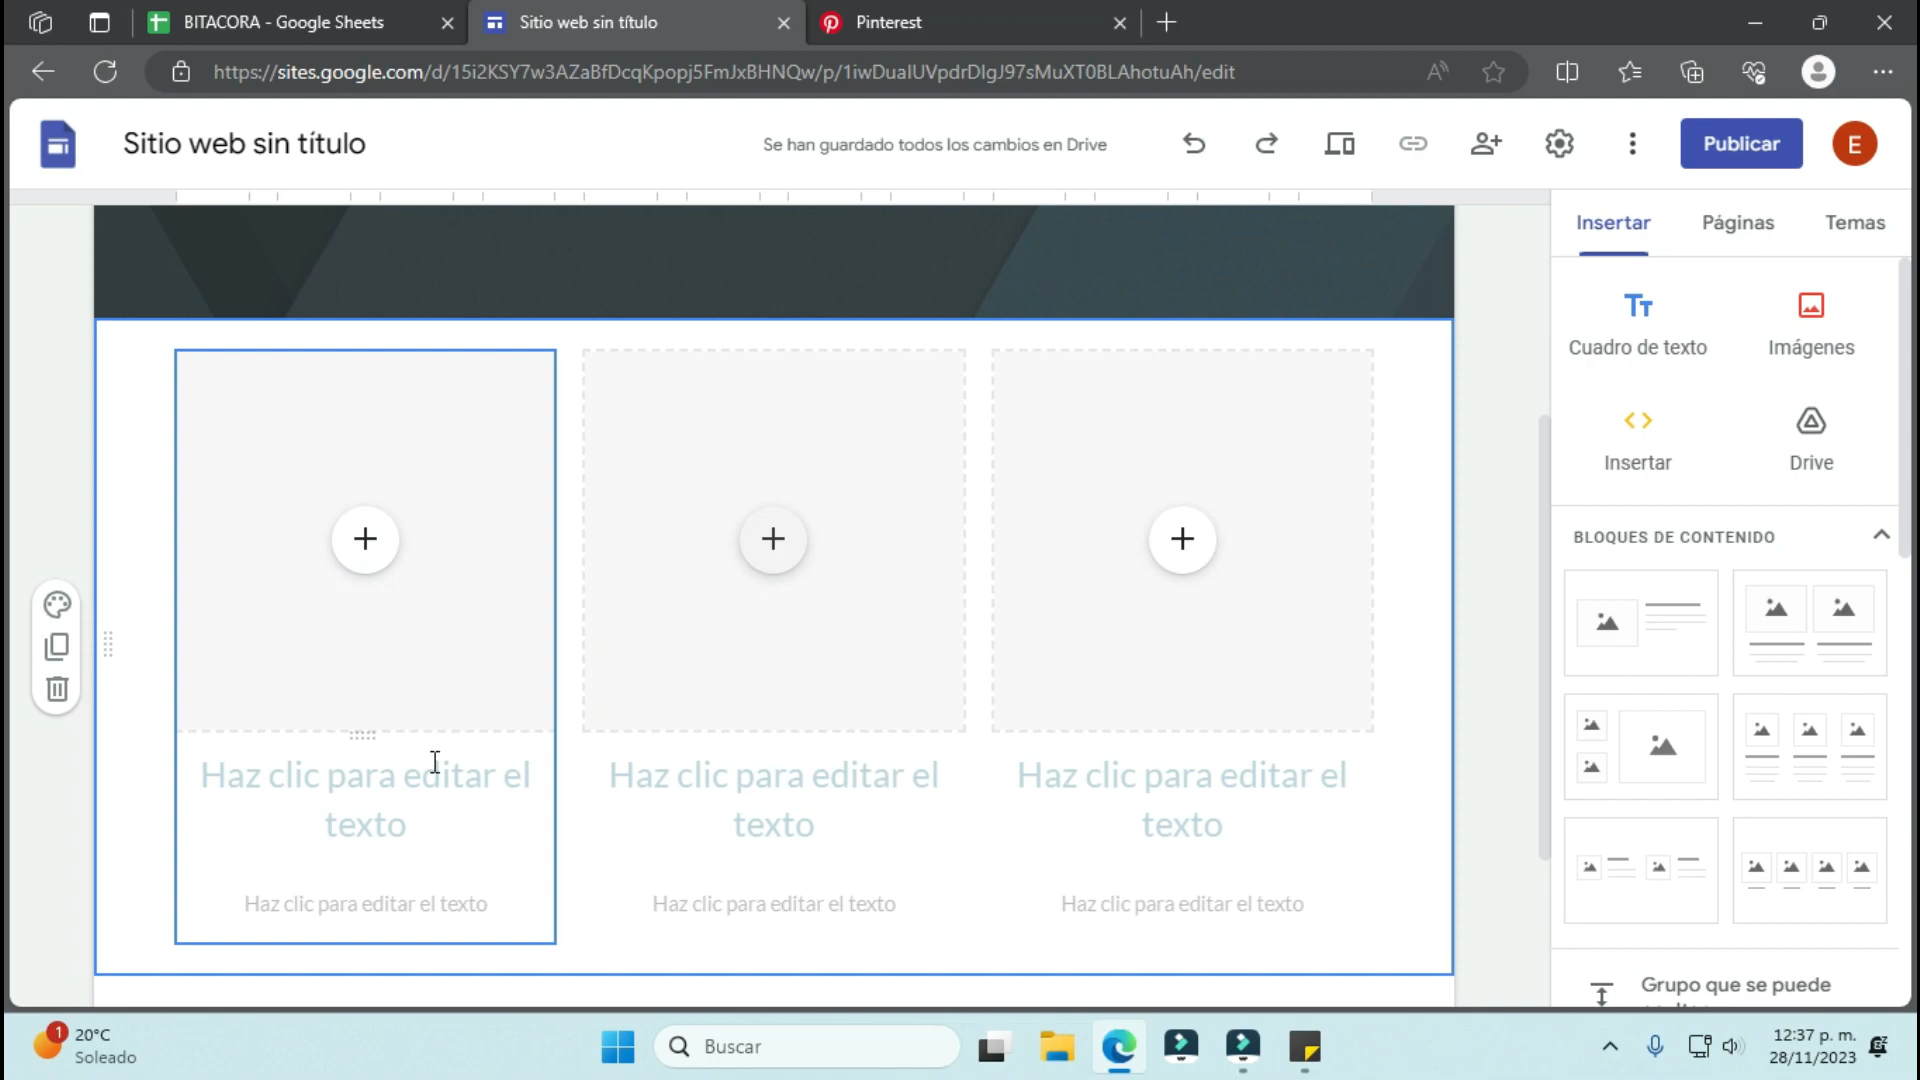 BITACORA - Google Sheets
Sitio web sin título
Pinterest
https://sites.google.com/d/15i2KSY7w3AZaBfDcqKpopj5FmJxBHNQw/p/1iwDuaIUVpdrDIgJ97sMuXT0BLAhotuAh/edit
Sitio web sin título
Se han guardado todos los cambios en Drive
Publicar
E
Insertar
Páginas
Temas
Cuadro de texto
Imágenes
Insertar
Drive
BLOQUES DE CONTENIDO
Haz clic para editar el
texto
Haz clic para editar el texto
Haz clic para editar el
texto
Haz clic para editar el texto
Haz clic para editar el
texto
Haz clic para editar el texto
Grupo que se puede
1
20°C
Soleado
Buscar
12:37 p. m.
28/11/2023